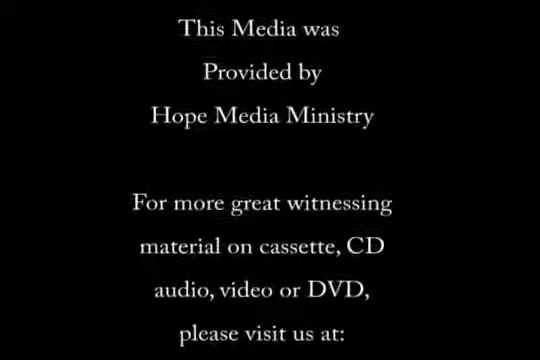 This Media was
Provided by
Hope Media Ministry
For more great witnessing
material on cassette, CD
audio, video or DVD,
please visit us at: